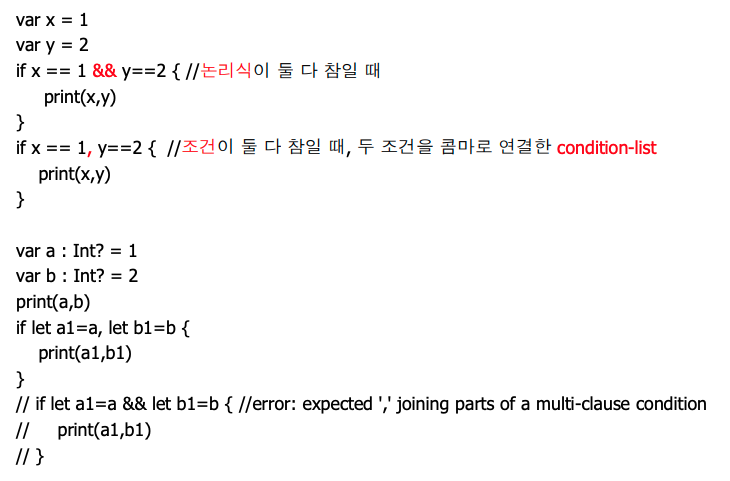 var x = 1
var y = 2
if x == 1 && y==2 { //논리식이 둘 다 참일 때
print(x,y)
}
if x == 1, y==2 { //조건이 둘 다 참일 때, 두 조건을 콤마로 연결한 condition-list
print(x,y)
}
var a : Int? = 1
var b : Int? = 2
print(a,b)
if let a1=a, let b1=b {
print(a1,b1)
}
// if let a1=a && let b1=b { //error: expected ',' joining parts of a multi-clause condition
// print(a1,b1)
// }